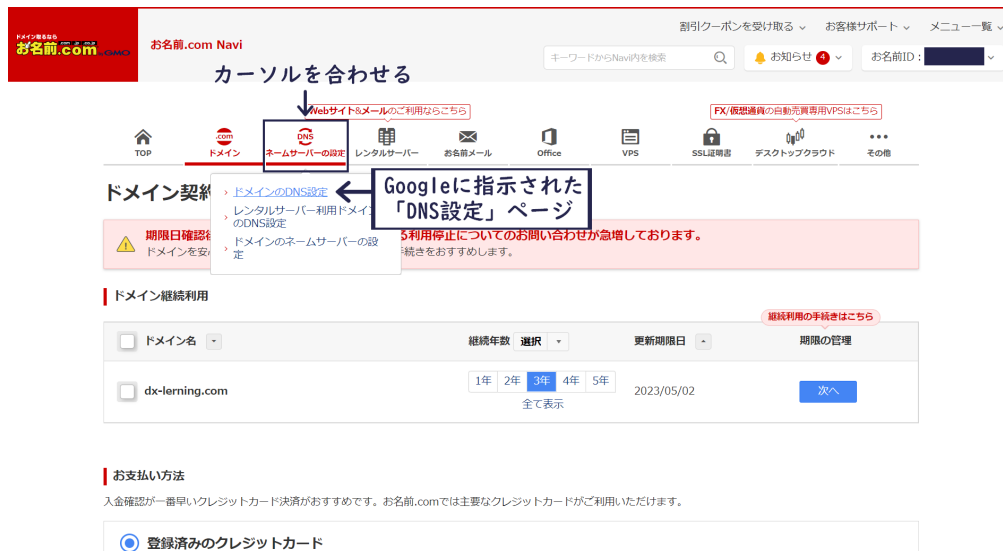 割引クーポンを受け取る
お客様サポート
メニュー一覧
ドメイン取るなら
お名前.com
by GMO
お名前.com Navi
キーワードからNavi内を検索
お知らせ 4
お名前ID：
カーソルを合わせる
Webサイト&メールのご利用ならこちら
FX/仮想通貨の自動売買専用VPSはこちら
TOP
.com
ドメイン
DNS
ネームサーバーの設定
レンタルサーバー
お名前メール
Office
VPS
SSL証明書
デスクトップクラウド
その他
ドメイン契約
ドメインのDNS設定
レンタルサーバー利用ドメイン
のDNS設定
ドメインのネームサーバーの設
定
Googleに指示された
「DNS設定」ページ
期限日確認
る利用停止についてのお問い合わせが急増しております。
ドメインを安
手続きをおすすめします。
ドメイン継続利用
継続利用の手続きはこちら
ドメイン名
継続年数 選択
更新期限日
期限の管理
dx-lerning.com
1年 2年 3年 4年 5年
全て表示
2023/05/02
次へ
お支払い方法
入金確認が一番早いクレジットカード決済がおすすめです。お名前.comでは主要なクレジットカードがご利用いただけます。
登録済みのクレジットカード